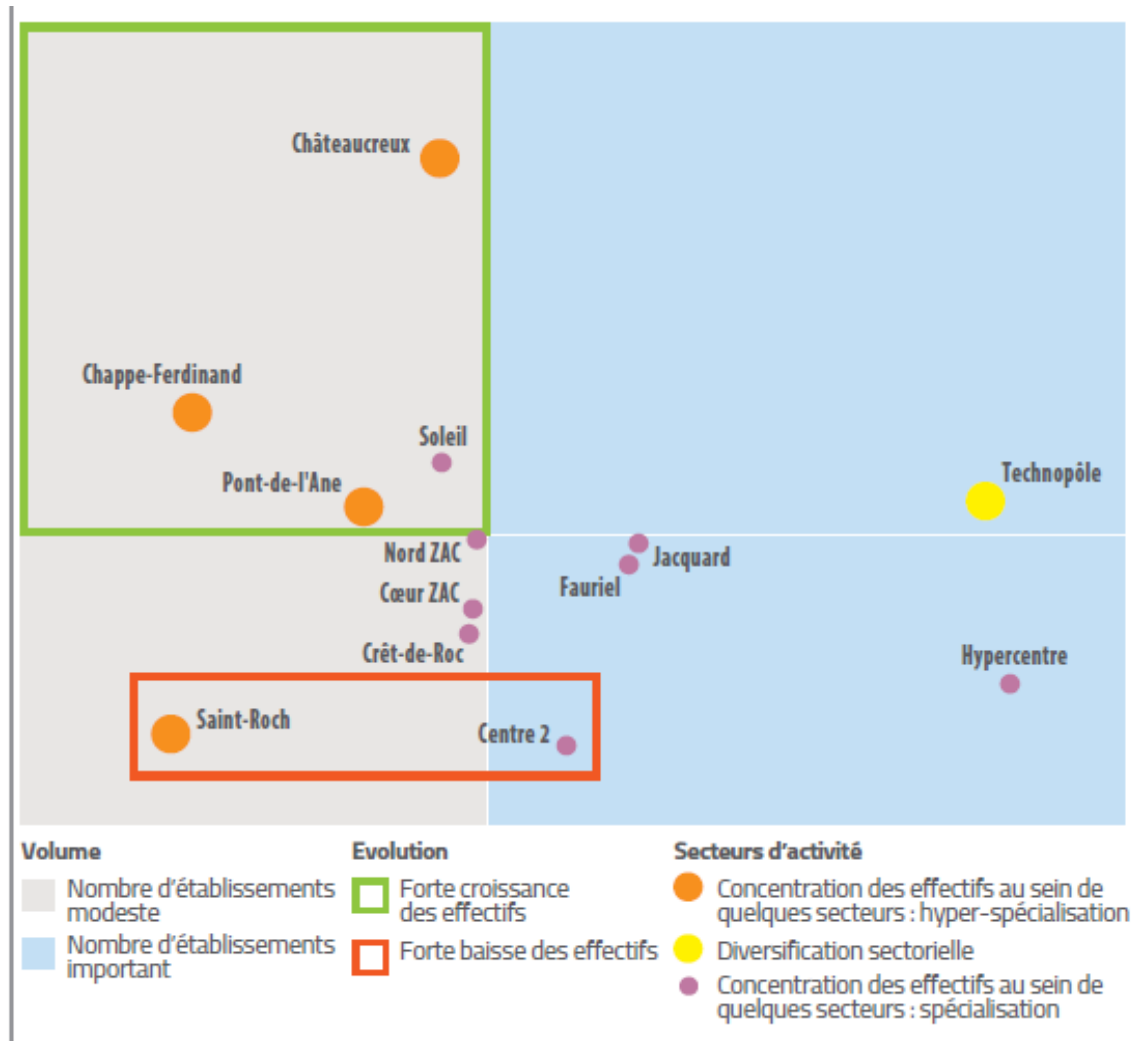 Châteaucreux
Chappe-Ferdinand
Soleil
Pont-de-l'Ane
Technopôle
Nord ZAC
Jacquard
Cœur ZAC
Fauriel
Crêt-de-Roc
Hypercentre
Saint-Roch
Centre 2
Volume
Nombre d'établissements
modeste
Nombre d'établissements
important
Evolution
Forte croissance
des effectifs
Forte baisse des effectifs
Secteurs d'activité
Concentration des effectifs au sein de
quelques secteurs : hyper-spécialisation
Diversification sectorielle
Concentration des effectifs au sein de
quelques secteurs : spécialisation